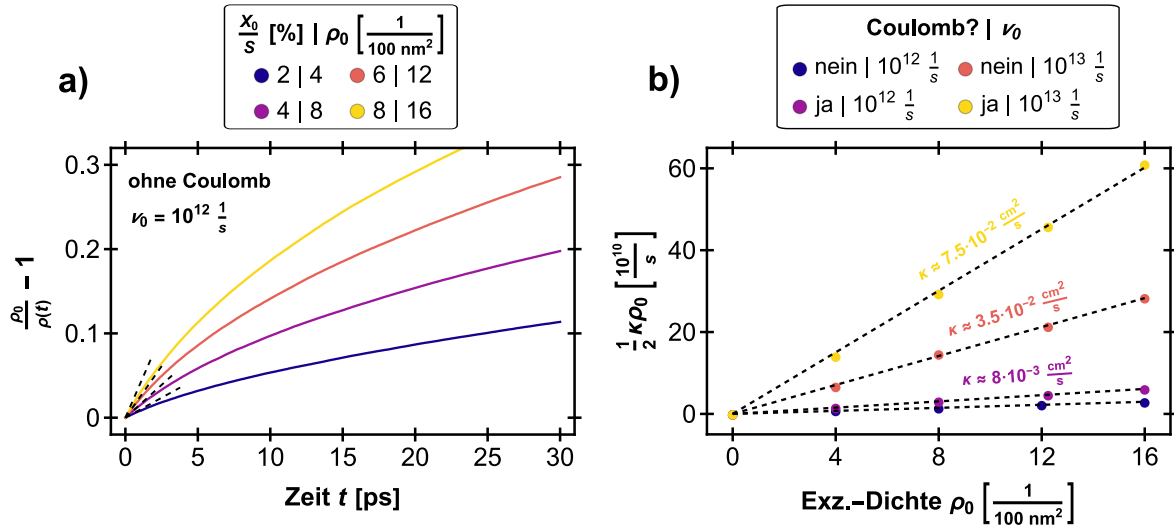 a)
x₀/s [%] | ρ₀ [1/100 nm²]
2 | 4
6 | 12
4 | 8
8 | 16
ohne Coulomb
ν₀ = 10¹² 1/s
ρ₀/ρ(t) − 1
0.3
0.2
0.1
0
0 5 10 15 20 25 30
Zeit t [ps]
b)
Coulomb? | ν₀
nein | 10¹² 1/s
nein | 10¹³ 1/s
ja | 10¹² 1/s
ja | 10¹³ 1/s
½κρ₀ [10¹⁰/s]
60
40
20
0
κ ≈ 7.5·10⁻² cm²/s
κ ≈ 3.5·10⁻² cm²/s
κ ≈ 8·10⁻³ cm²/s
0 4 8 12 16
Exz.−Dichte ρ₀ [1/100 nm²]